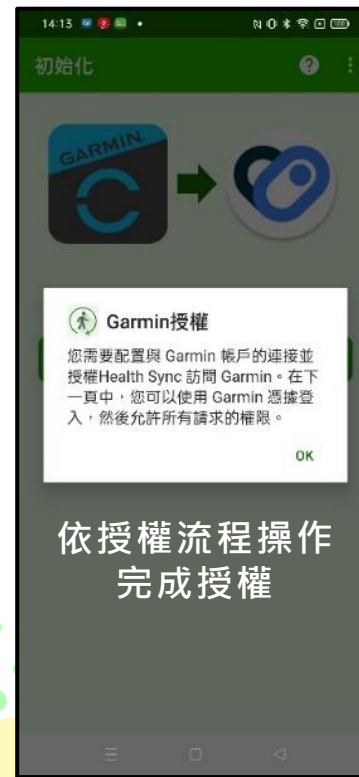 14:13
初始化
GARMIN
Garmin授權
您需要配置與 Garmin 帳戶的連接並
授權Health Sync 訪問 Garmin。在下
一頁中，您可以使用 Garmin 憑據登
入，然後允許所有請求的權限。
OK
依授權流程操作
完成授權